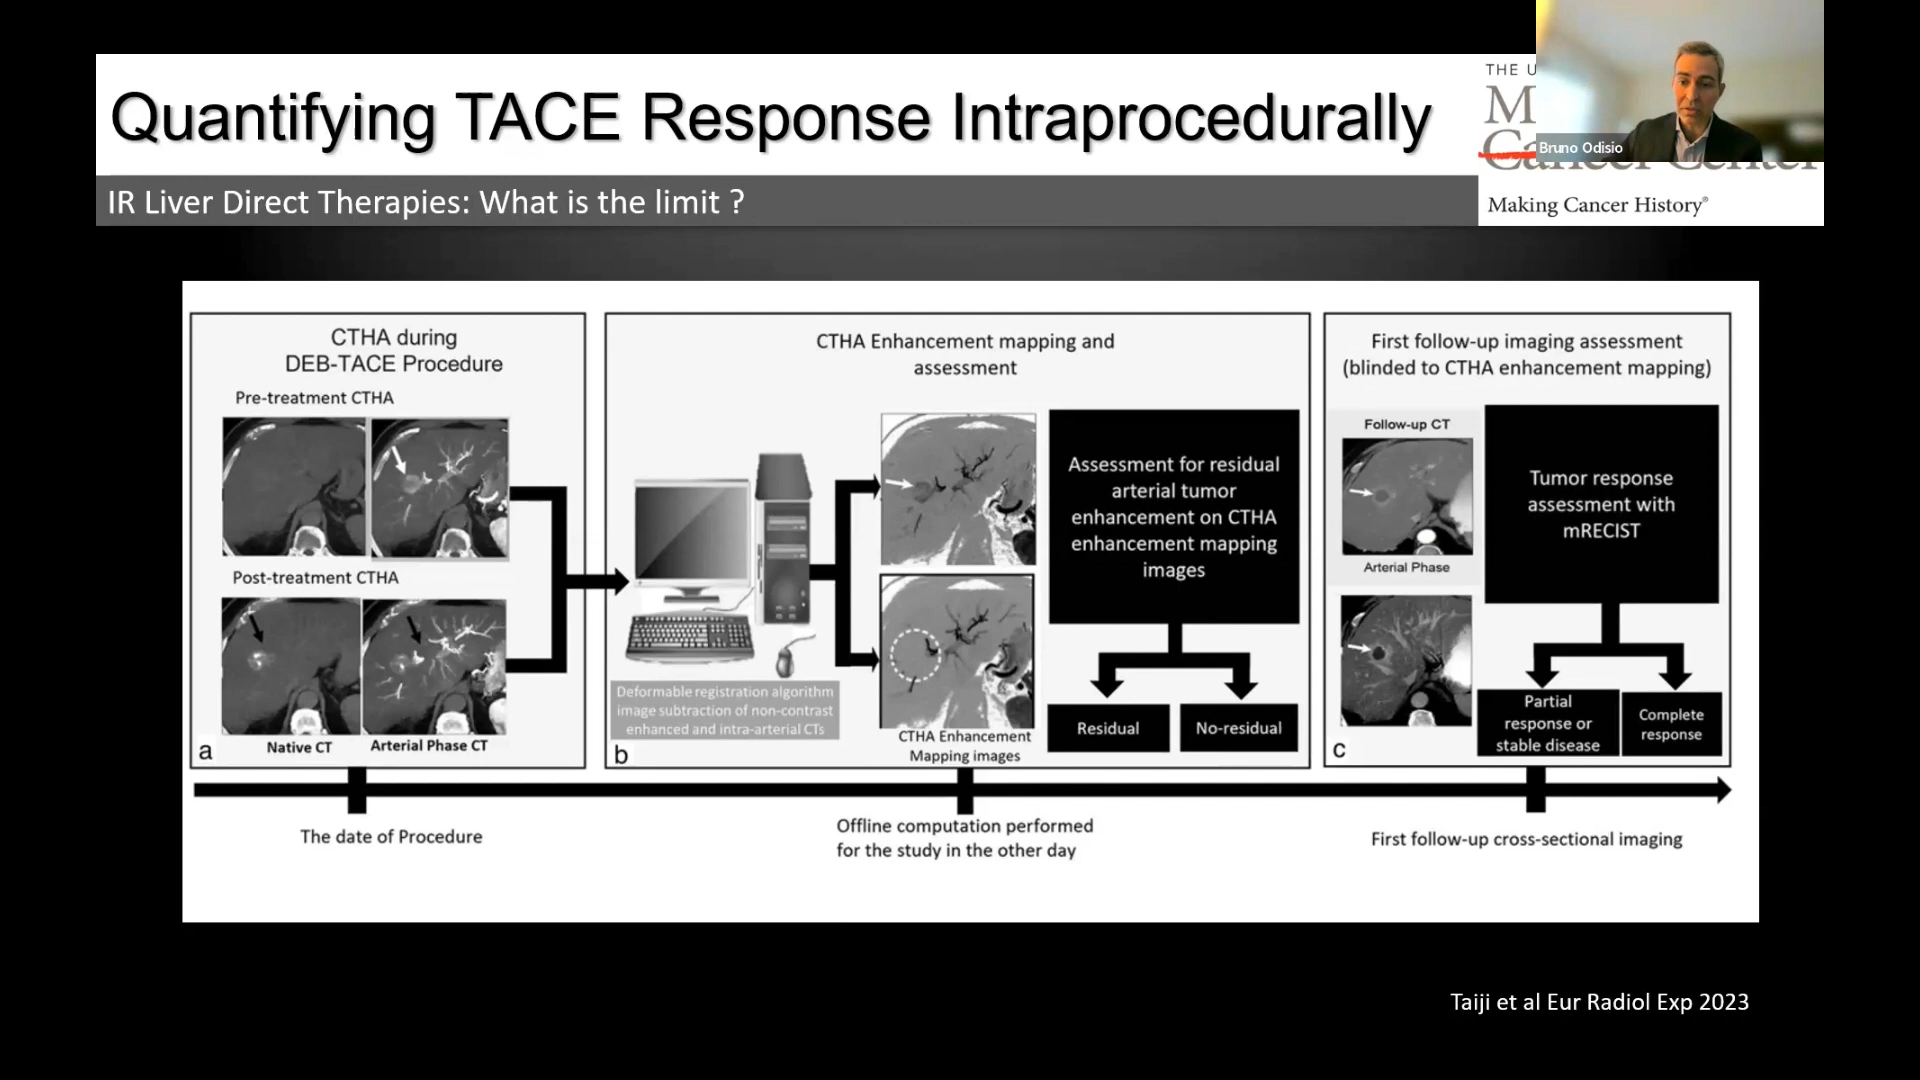 Quantifying TACE Response Intraprocedurally
THE U
M
Bruno Odisio
Cancer Center
IR Liver Direct Therapies: What is the limit ?
Making Cancer History®
CTHA during
DEB-TACE Procedure
Pre-treatment CTHA
Post-treatment CTHA
Native CT
Arterial Phase CT
a
CTHA Enhancement mapping and
assessment
Deformable registration algorithm
image subtraction of non-contrast
enhanced and intra-arterial CTs
b
CTHA Enhancement
Mapping images
Assessment for residual
arterial tumor
enhancement on CTHA
enhancement mapping
images
Residual
No-residual
First follow-up imaging assessment
(blinded to CTHA enhancement mapping)
Follow-up CT
Arterial Phase
Tumor response
assessment with
mRECIST
Partial
response or
stable disease
Complete
response
c
The date of Procedure
Offline computation performed
for the study in the other day
First follow-up cross-sectional imaging
Taiji et al Eur Radiol Exp 2023